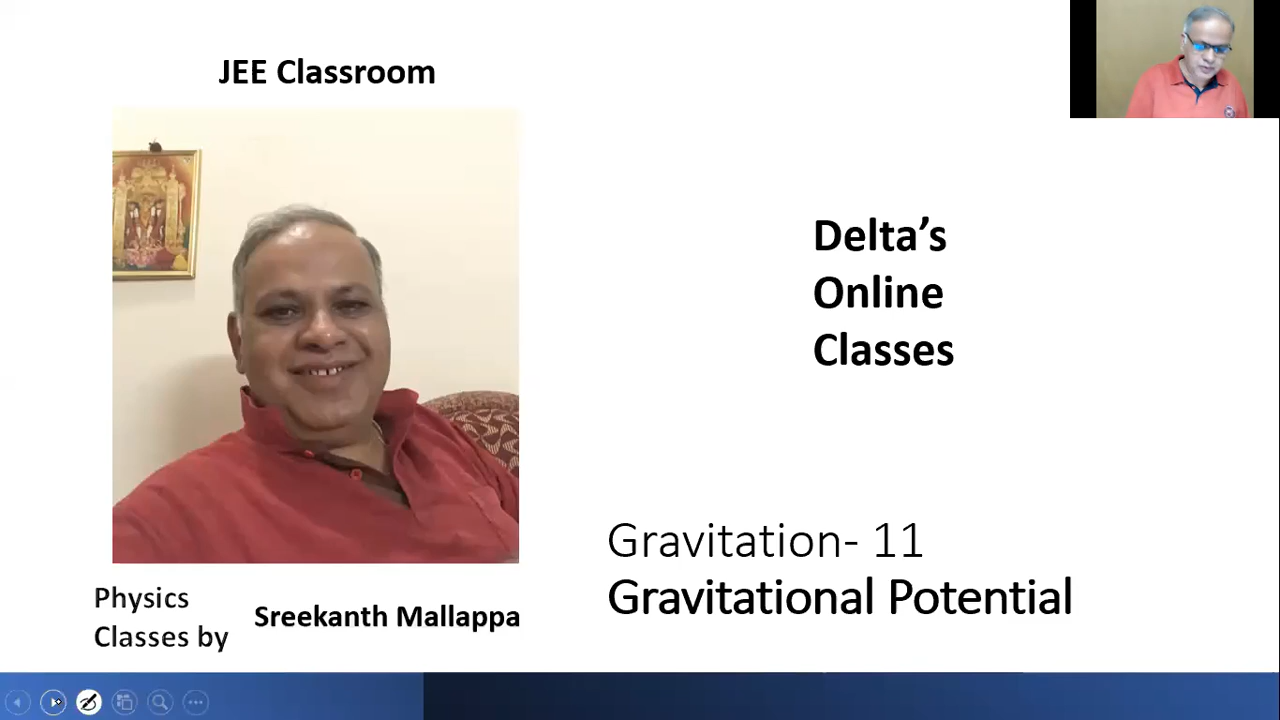 JEE Classroom
Delta’s
Online
Classes
Gravitation- 11
Gravitational Potential
Physics
Classes by
Sreekanth Mallappa